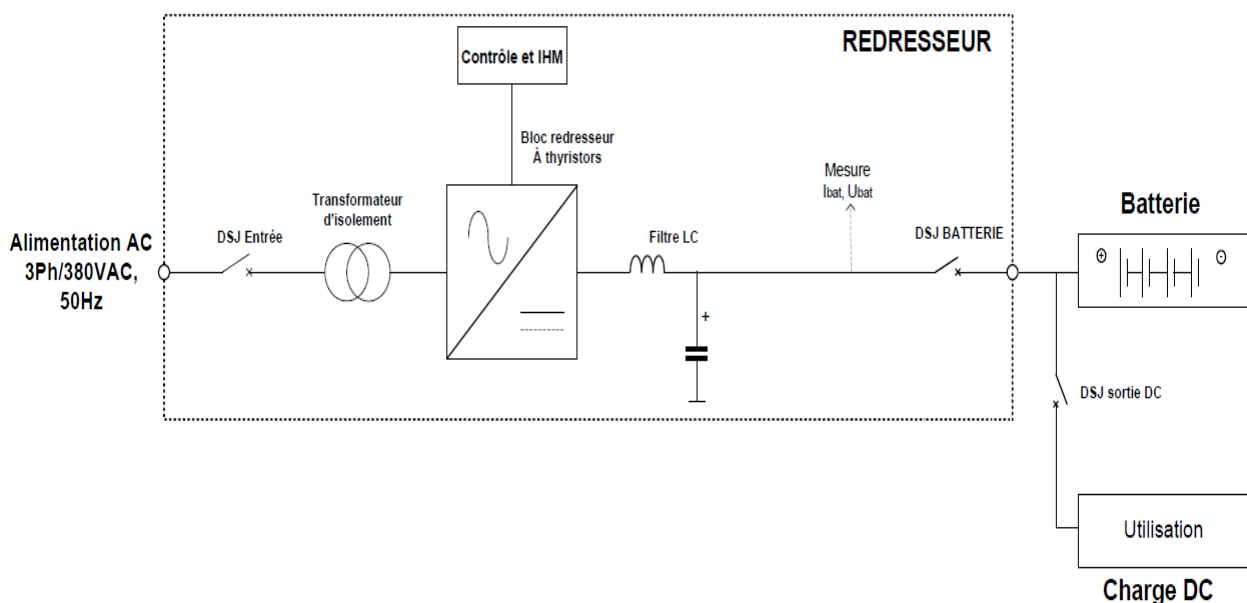 REDRESSEUR
Contrôle et IHM
Bloc redresseur
À thyristors
Transformateur
d'isolement
Mesure
Ibat, Ubat
Batterie
Alimentation AC
3Ph/380VAC,
50Hz
DSJ Entrée
Filtre LC
DSJ BATTERIE
+
-
+
DSJ sortie DC
Utilisation
Charge DC